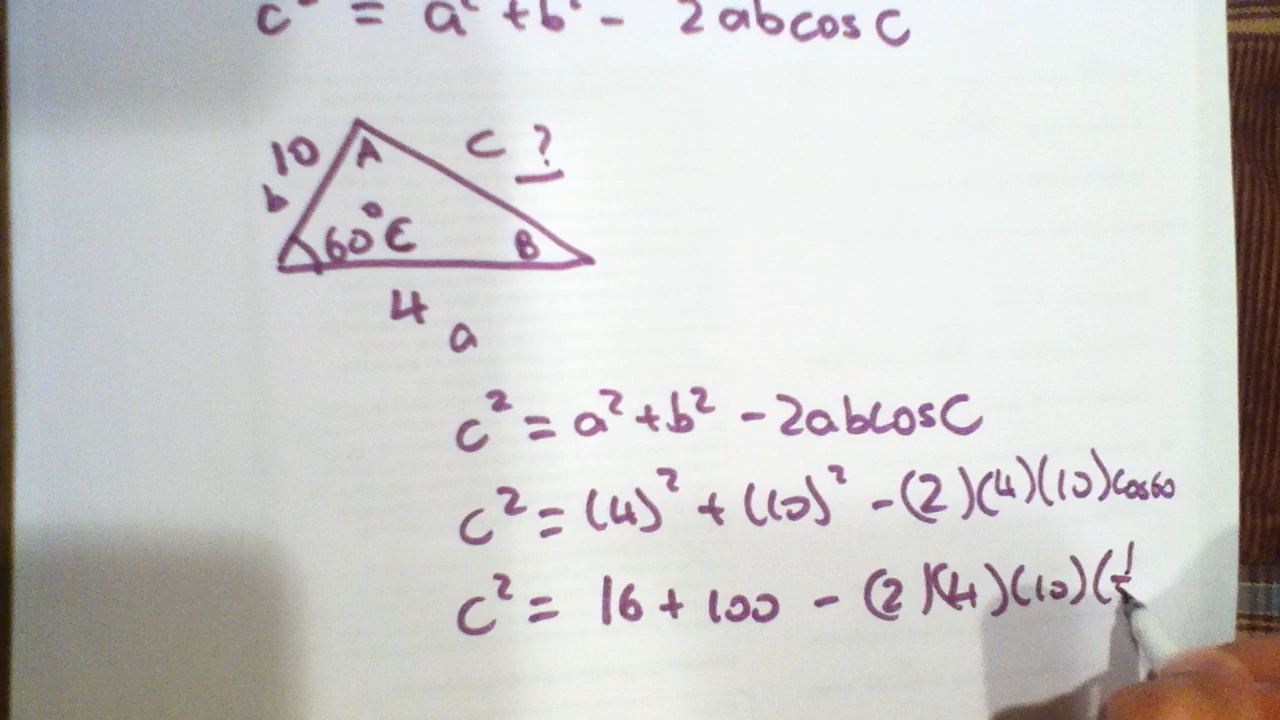 c² = a² + b² - 2abcosC
10 A c ?
b
60° C B
4
a
c² = a² + b² - 2abcosC
c² = (4)² + (10)² - (2)(4)(10)cos60
c² = 16 + 100 - (2)(4)(10)(1